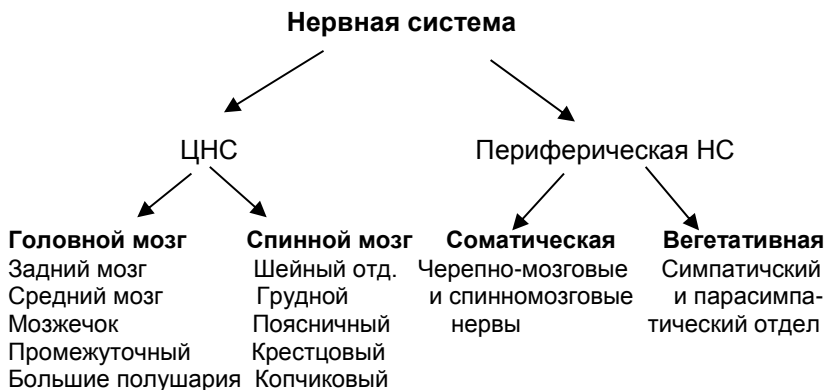 Нервная система
ЦНС
Периферическая НС
Головной мозг
Задний мозг
Средний мозг
Мозжечок
Промежуточный
Большие полушария
Спинной мозг
Шейный отд.
Грудной
Поясничный
Крестцовый
Копчиковый
Соматическая
Черепно-мозговые
и спинномозговые
нервы
Вегетативная
Симпатичский
и парасимпа-
тический отдел